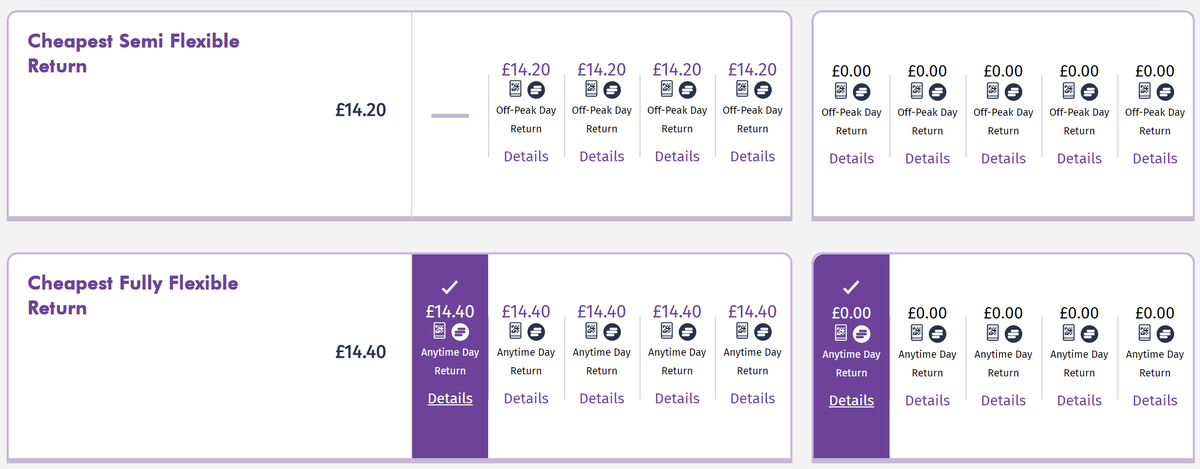 Cheapest Semi Flexible
Return
£14.20
£14.20 £14.20 £14.20 £14.20 £0.00 £0.00 £0.00 £0.00 £0.00
Off-Peak Day Off-Peak Day Off-Peak Day Off-Peak Day Off-Peak Day Off-Peak Day Off-Peak Day Off-Peak Day Off-Peak Day
Return Return Return Return Return Return Return Return Return
Details Details Details Details Details Details Details Details Details
Cheapest Fully Flexible
Return
£14.40
£14.40 £14.40 £14.40 £14.40 £14.40 £0.00 £0.00 £0.00 £0.00 £0.00
Anytime Day Anytime Day Anytime Day Anytime Day Anytime Day Anytime Day Anytime Day Anytime Day Anytime Day Anytime Day
Return Return Return Return Return Return Return Return Return Return
Details Details Details Details Details Details Details Details Details Details